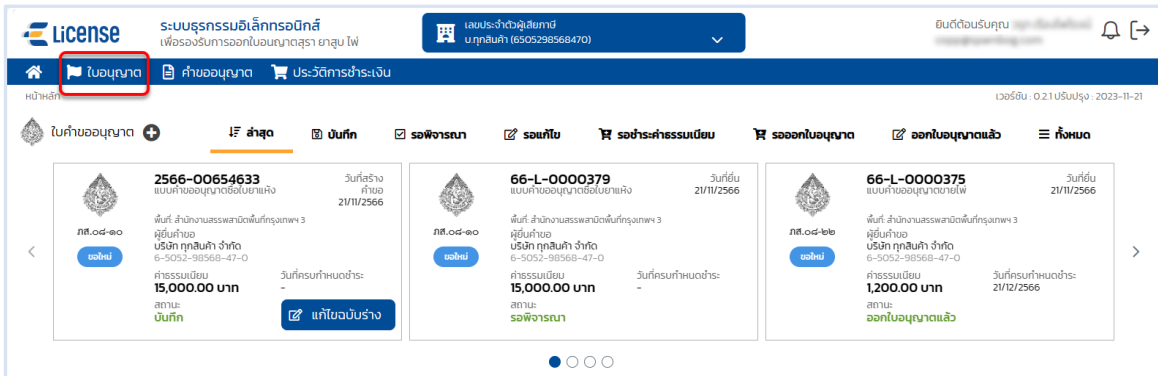 License
ระบบธุรกรรมอิเล็กทรอนิกส์
เพื่อรองรับการออกใบอนุญาตสุรา ยาสูบ ไพ่
เลขประจำตัวผู้เสียภาษี
บ.ทุกสินค้า (6505298568470)
ยินดีต้อนรับคุณ
ใบอนุญาต
คำขออนุญาต
ประวัติการชำระเงิน
หน้าหลัก
เวอร์ชัน : 0.2.1 ปรับปรุง : 2023-11-21
ใบคำขออนุญาต
ล่าสุด
บันทึก
รอพิจารณา
รอแก้ไข
รอชำระค่าธรรมเนียม
รอออกใบอนุญาต
ออกใบอนุญาตแล้ว
ทั้งหมด
ภส.๐๘-๑๐
ขอใหม่
2566-00654633
แบบคำขออนุญาตซื้อใบยาแห้ง
วันที่สร้าง
คำขอ
21/11/2566
พื้นที่: สำนักงานสรรพสามิตพื้นที่กรุงเทพฯ 3
ผู้ยื่นคำขอ
บริษัท ทุกสินค้า จำกัด
6-5052-98568-47-0
ค่าธรรมเนียม
15,000.00 บาท
วันที่ครบกำหนดชำระ
-
สถานะ:
บันทึก
แก้ไขฉบับร่าง
ภส.๐๘-๑๐
ขอใหม่
66-L-0000379
แบบคำขออนุญาตซื้อใบยาแห้ง
วันที่ยื่น
21/11/2566
พื้นที่: สำนักงานสรรพสามิตพื้นที่กรุงเทพฯ 3
ผู้ยื่นคำขอ
บริษัท ทุกสินค้า จำกัด
6-5052-98568-47-0
ค่าธรรมเนียม
15,000.00 บาท
วันที่ครบกำหนดชำระ
-
สถานะ:
รอพิจารณา
ภส.๐๘-๒๒
ขอใหม่
66-L-0000375
แบบคำขออนุญาตขายไพ่
วันที่ยื่น
21/11/2566
พื้นที่: สำนักงานสรรพสามิตพื้นที่กรุงเทพฯ 3
ผู้ยื่นคำขอ
บริษัท ทุกสินค้า จำกัด
6-5052-98568-47-0
ค่าธรรมเนียม
1,200.00 บาท
วันที่ครบกำหนดชำระ
21/12/2566
สถานะ:
ออกใบอนุญาตแล้ว